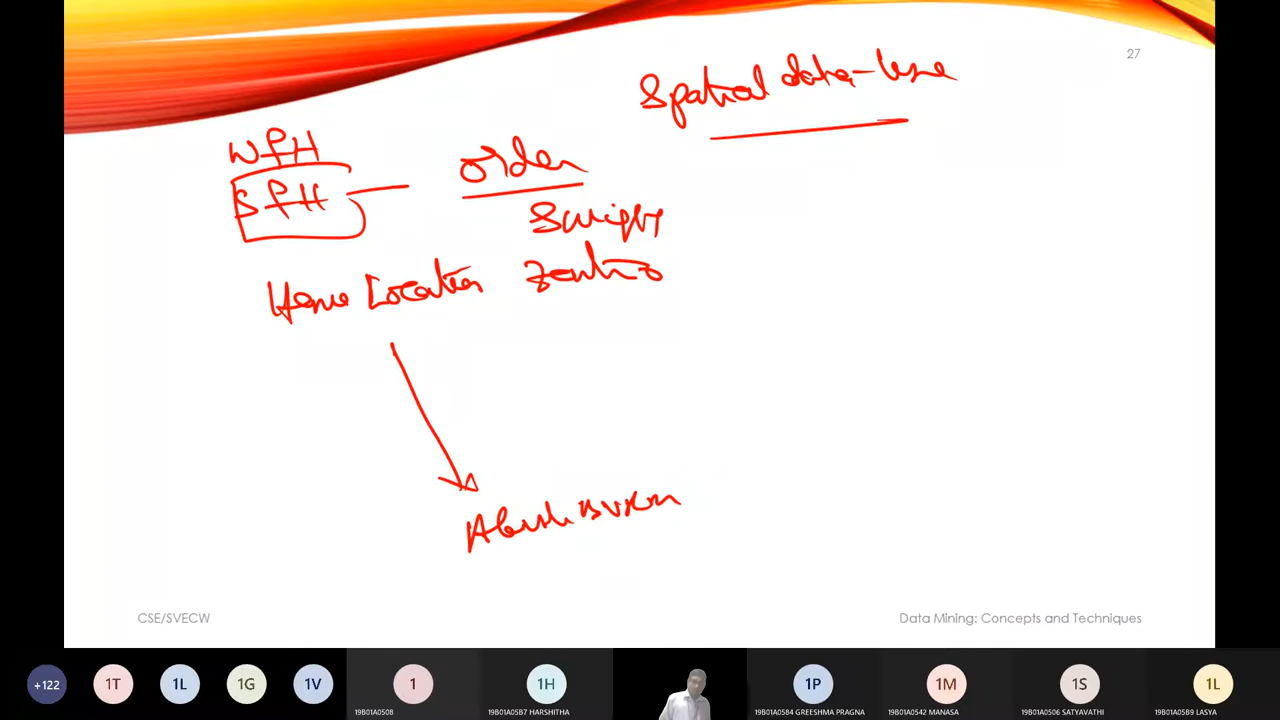 27
Spatial data-base
WFH
SFH
order
Swiggy
Home Location
Zomato
CSE/SVECW
Data Mining: Concepts and Techniques
+122
1T
1L
1G
1V
1
1H
1P
1M
1S
1L
19B01A0508
19B01A05B7 HARSHITHA
19B01A0584 GREESHMA PRAGNA
19B01A0542 MANASA
19B01A0506 SATYAVATHI
19B01A05B9 LASYA